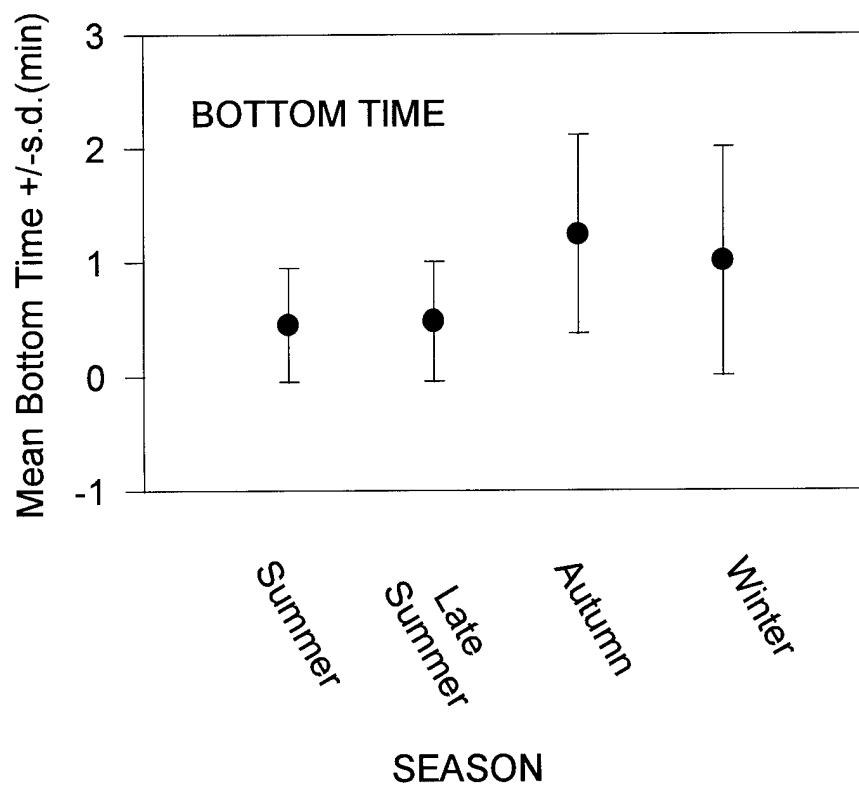 Mean Bottom Time +/-s.d.(min)
3
2
1
0
-1
BOTTOM TIME
Summer
Late
Summer
Autumn
Winter
SEASON